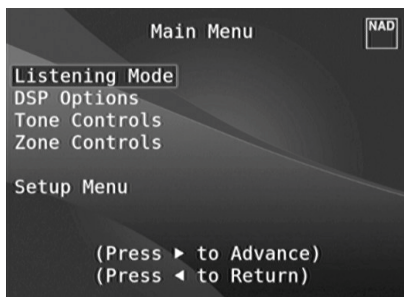 Main Menu
NAD
Listening Mode
DSP Options
Tone Controls
Zone Controls
Setup Menu
(Press ► to Advance)
(Press ◄ to Return)